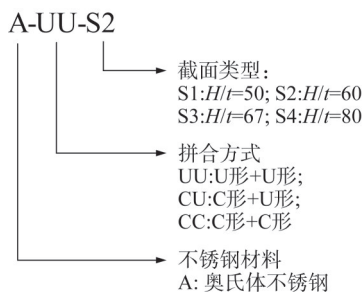 A-UU-S2
截面类型：
S1:H/t=50; S2:H/t=60
S3:H/t=67; S4:H/t=80
拼合方式
UU:U形+U形;
CU:C形+U形;
CC:C形+C形
不锈钢材料
A: 奥氏体不锈钢